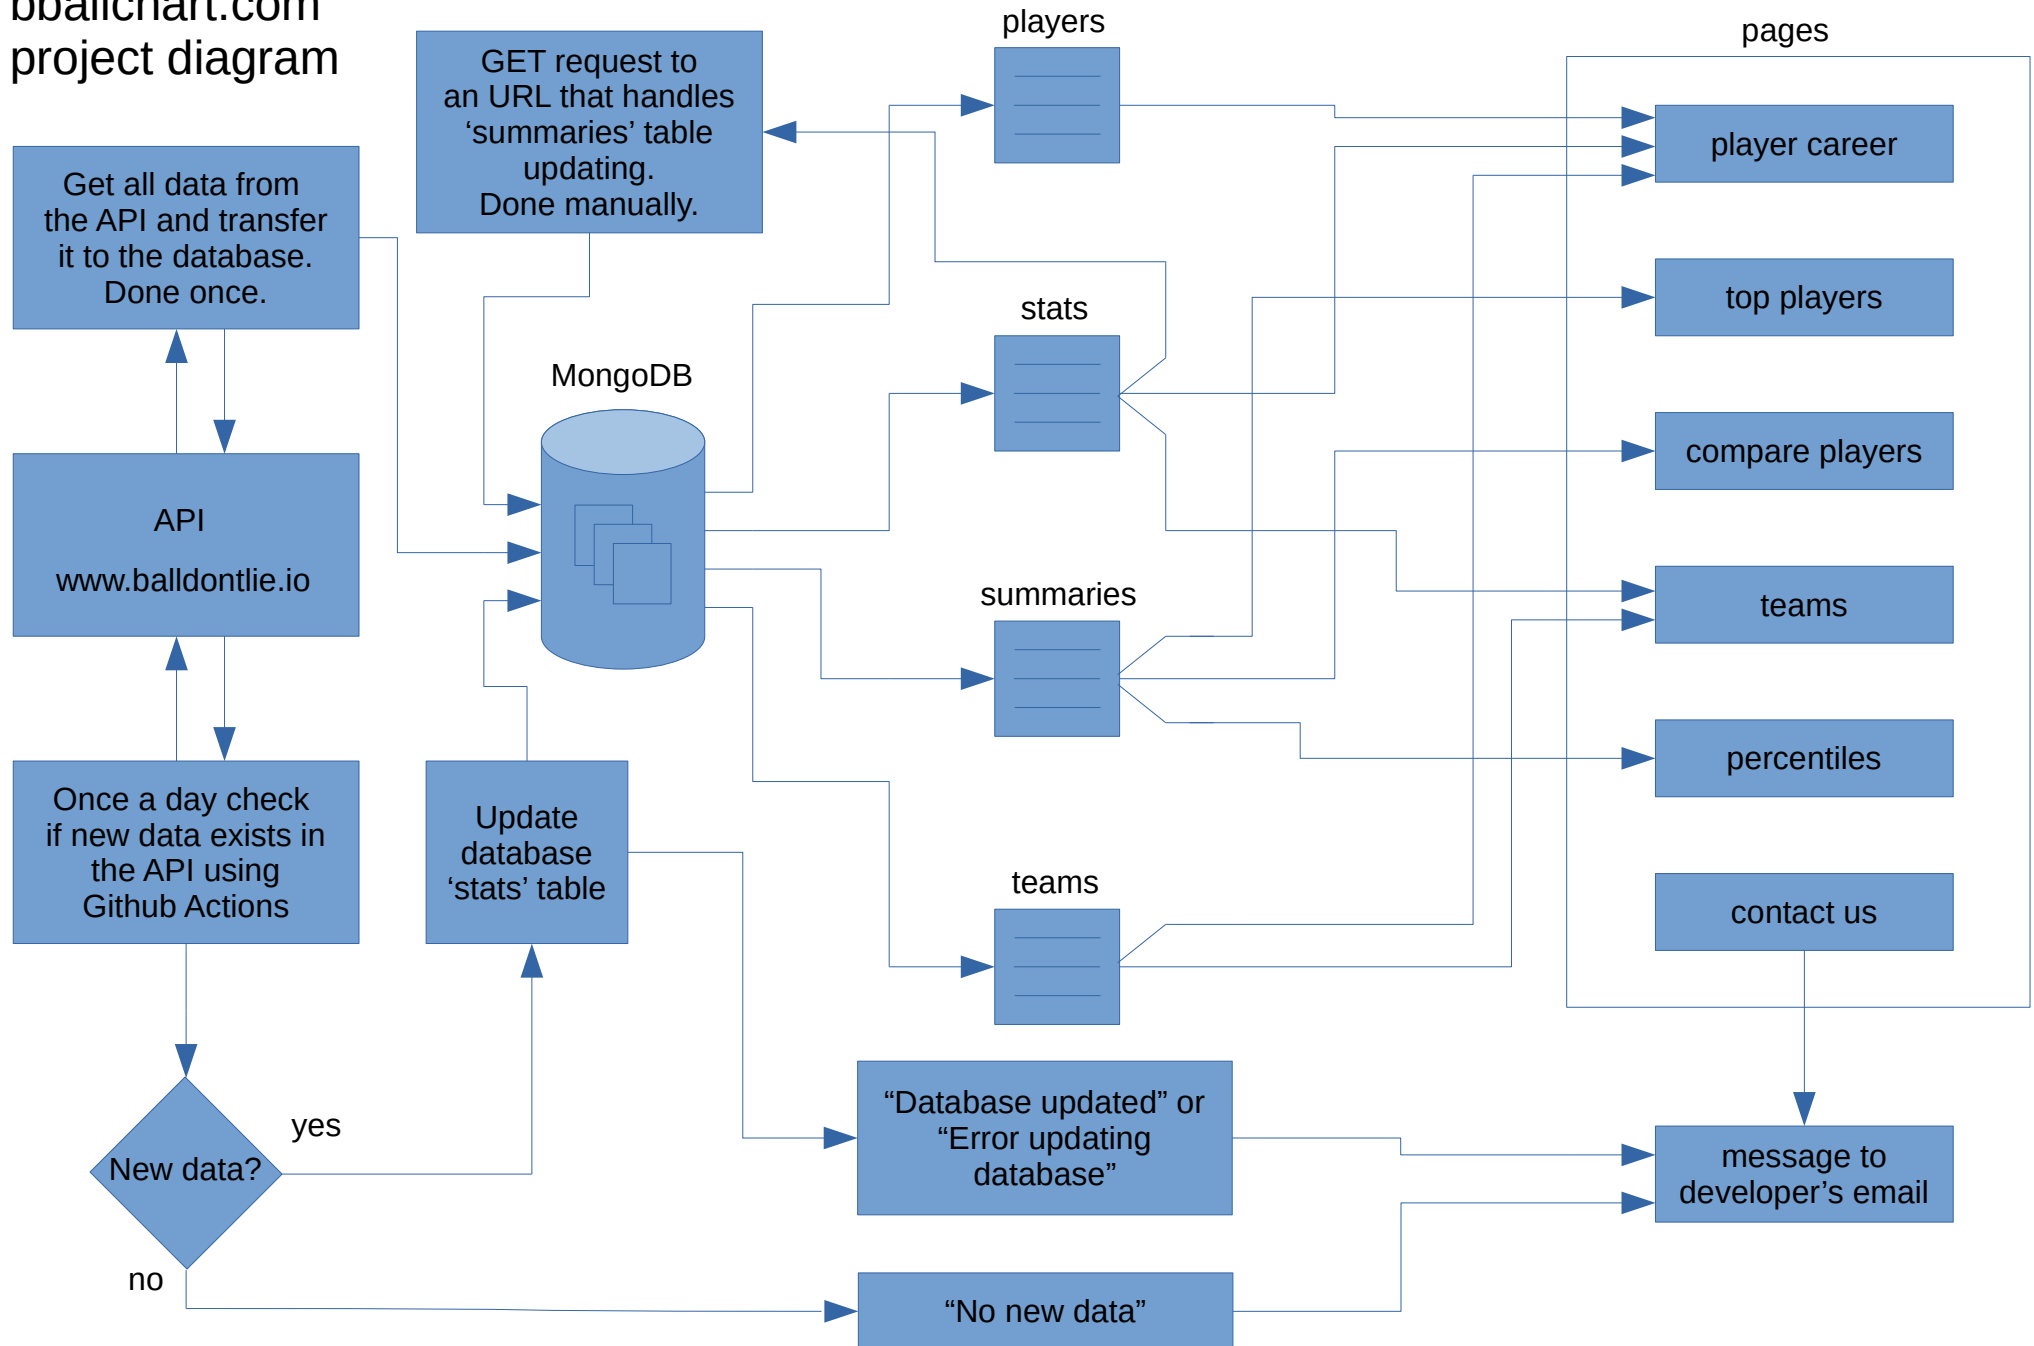 bballchart.com
project diagram
GET request to
an URL that handles
‘summaries’ table
updating.
Done manually.
players
pages
Get all data from
the API and transfer
it to the database.
Done once.
player career
stats
top players
MongoDB
compare players
API
www.balldontlie.io
summaries
teams
Once a day check
if new data exists in
the API using
Github Actions
Update
database
‘stats’ table
percentiles
teams
contact us
New data?
yes
no
“Database updated” or
“Error updating
database”
message to
developer’s email
“No new data”